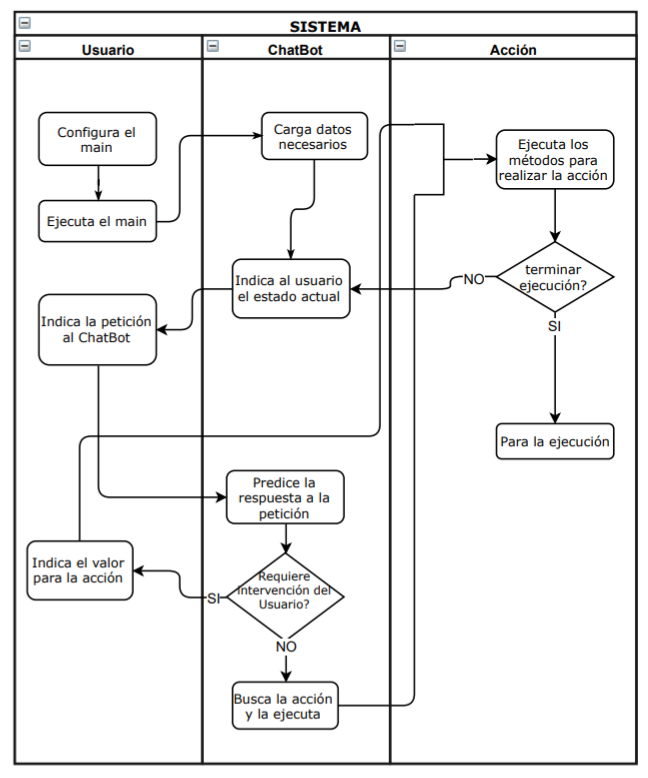 SISTEMA
Usuario
ChatBot
Acción
Configura el
main
Ejecuta el main
Carga datos
necesarios
Indica al usuario
el estado actual
Indica la petición
al ChatBot
Predice la
respuesta a la
petición
Requiere
intervención del
Usuario?
SI
Indica el valor
para la acción
NO
Busca la acción
y la ejecuta
Ejecuta los
métodos para
realizar la acción
terminar
ejecución?
NO
SI
Para la ejecución